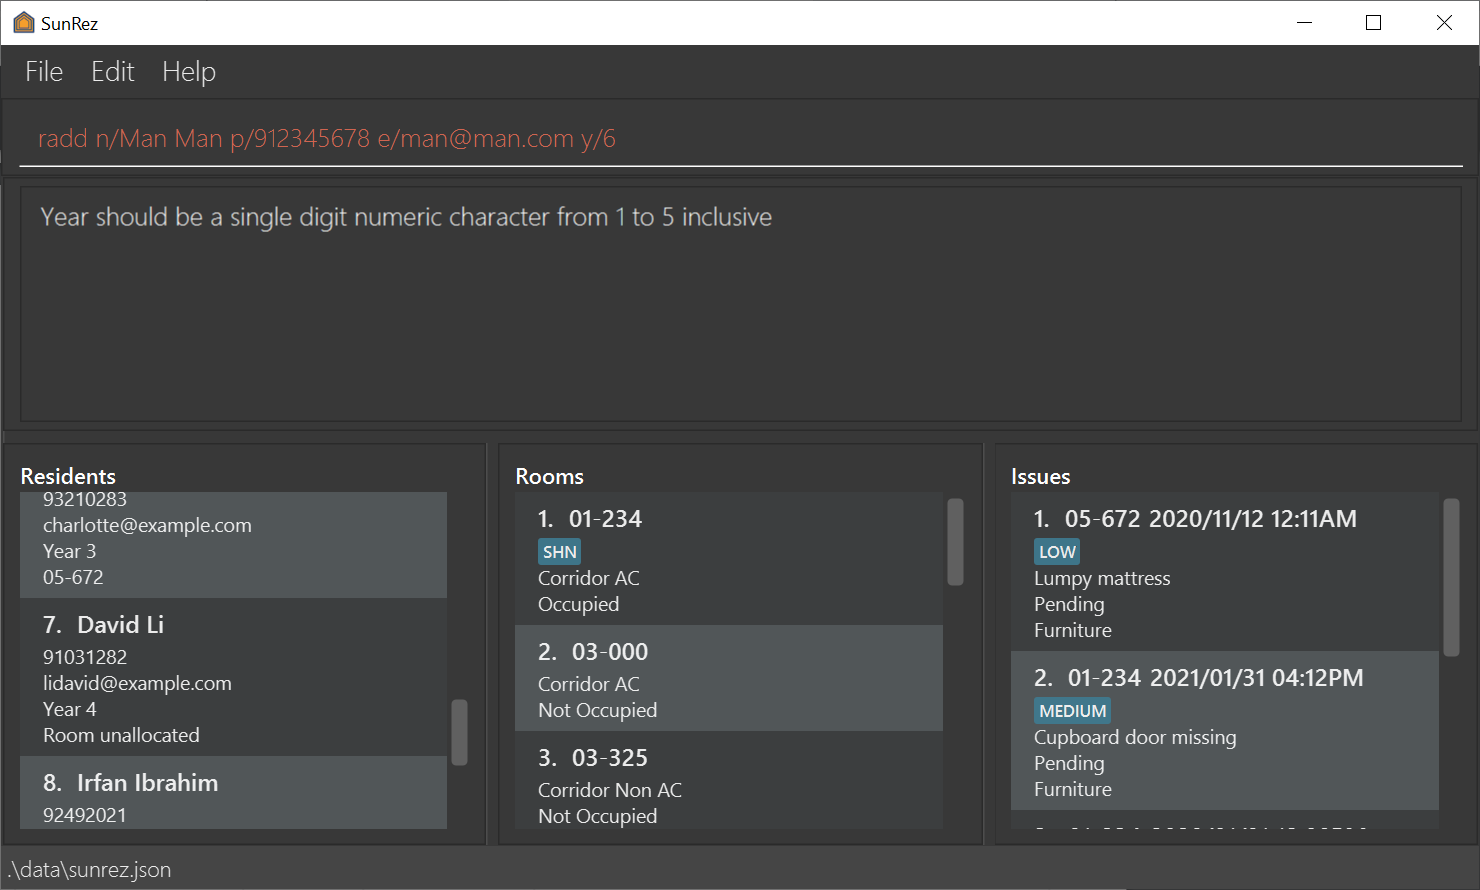 SunRez
File Edit Help
radd n/Man Man p/912345678 e/man@man.com y/6
Year should be a single digit numeric character from 1 to 5 inclusive
Residents
93210283
charlotte@example.com
Year 3
05-672
7. David Li
91031282
lidavid@example.com
Year 4
Room unallocated
8. Irfan Ibrahim
92492021
Rooms
1. 01-234
SHN
Corridor AC
Occupied
2. 03-000
Corridor AC
Not Occupied
3. 03-325
Corridor Non AC
Not Occupied
Issues
1. 05-672 2020/11/12 12:11AM
LOW
Lumpy mattress
Pending
Furniture
2. 01-234 2021/01/31 04:12PM
MEDIUM
Cupboard door missing
Pending
Furniture
.\data\sunrez.json